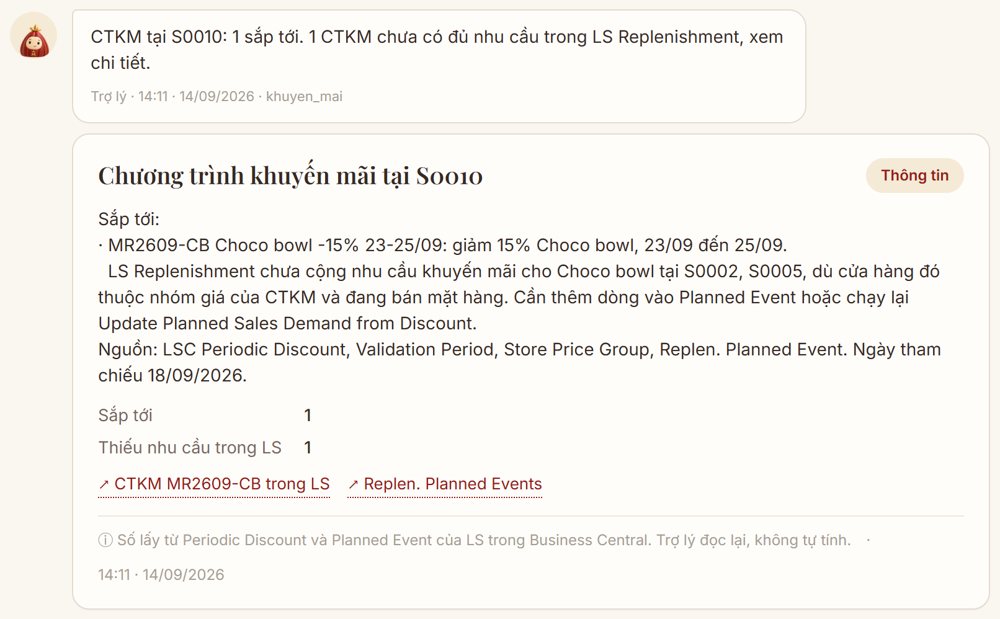 CTKM tại S0010: 1 sắp tới. 1 CTKM chưa có đủ nhu cầu trong LS Replenishment, xem
chi tiết.
Trợ lý · 14:11 · 14/09/2026 · khuyen_mai
Chương trình khuyến mãi tại S0010
Thông tin
Sắp tới:
· MR2609-CB Choco bowl -15% 23-25/09: giảm 15% Choco bowl, 23/09 đến 25/09.
LS Replenishment chưa cộng nhu cầu khuyến mãi cho Choco bowl tại S0002, S0005, dù cửa hàng đó
thuộc nhóm giá của CTKM và đang bán mặt hàng. Cần thêm dòng vào Planned Event hoặc chạy lại
Update Planned Sales Demand from Discount.
Nguồn: LSC Periodic Discount, Validation Period, Store Price Group, Replen. Planned Event. Ngày tham
chiếu 18/09/2026.
Sắp tới 1
Thiếu nhu cầu trong LS 1
↗ CTKM MR2609-CB trong LS ↗ Replen. Planned Events
ⓘ Số lấy từ Periodic Discount và Planned Event của LS trong Business Central. Trợ lý đọc lại, không tự tính. ·
14:11 · 14/09/2026